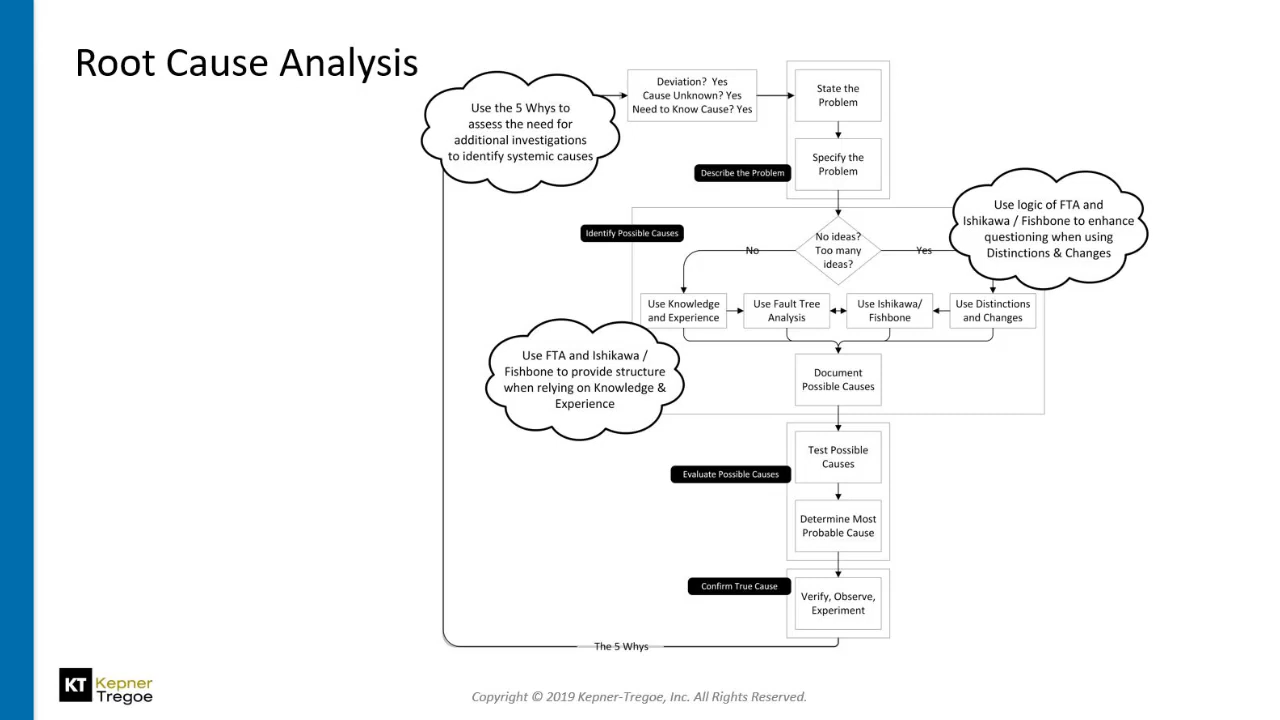 Root Cause Analysis
Use the 5 Whys to
assess the need for
additional investigations
to identify systemic causes
Deviation? Yes
Cause Unknown? Yes
Need to Know Cause? Yes
State the
Problem
Specify the
Problem
Describe the Problem
Identify Possible Causes
No ideas?
Too many
ideas?
No
Yes
Use logic of FTA and
Ishikawa / Fishbone to enhance
questioning when using
Distinctions & Changes
Use Knowledge
and Experience
Use Fault Tree
Analysis
Use Ishikawa/
Fishbone
Use Distinctions
and Changes
Use FTA and Ishikawa /
Fishbone to provide structure
when relying on Knowledge &
Experience
Document
Possible Causes
Test Possible
Causes
Evaluate Possible Causes
Determine Most
Probable Cause
Confirm True Cause
Verify, Observe,
Experiment
The 5 Whys
KT
Kepner
Tregoe
Copyright © 2019 Kepner-Tregoe, Inc. All Rights Reserved.